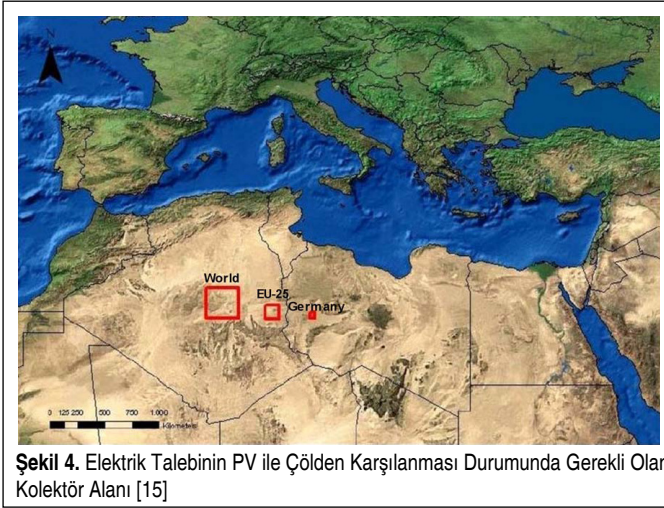 N
World
EU-25
Germany
0 125 250 500 750 1.000
Kilometers
Şekil 4. Elektrik Talebinin PV ile Çölden Karşılanması Durumunda Gerekli Olan
Kolektör Alanı [15]